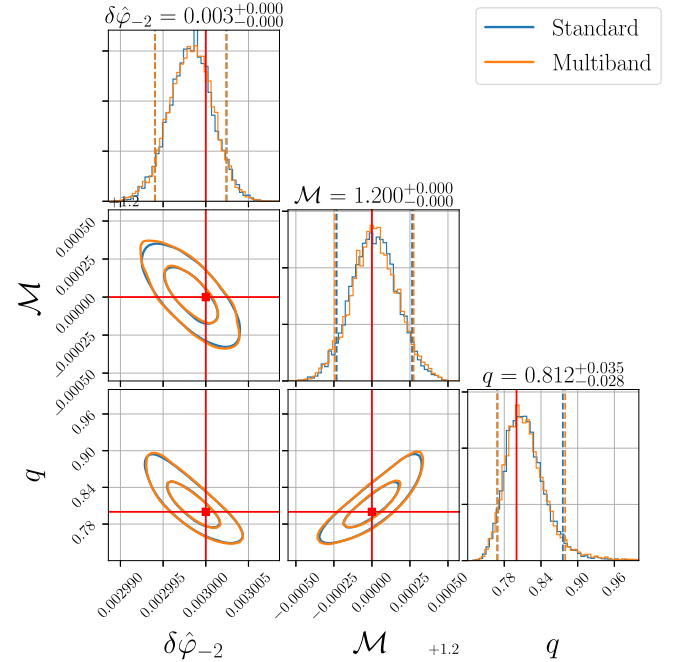 δφ̂₋₂ = 0.003⁺⁰·⁰⁰⁰₋₀.₀₀₀
Standard
Multiband
+1.2
ℳ = 1.200⁺⁰·⁰⁰⁰₋₀.₀₀₀
ℳ
0.00050
0.00025
0.00000
−0.00025
−0.00050
q = 0.812⁺⁰·⁰³⁵₋₀.₀₂₈
q
0.96
0.90
0.84
0.78
0.002990
0.002995
0.003000
0.003005
−0.00050
−0.00025
0.00000
0.00025
0.00050
0.78
0.84
0.90
0.96
δφ̂₋₂
ℳ
+1.2
q